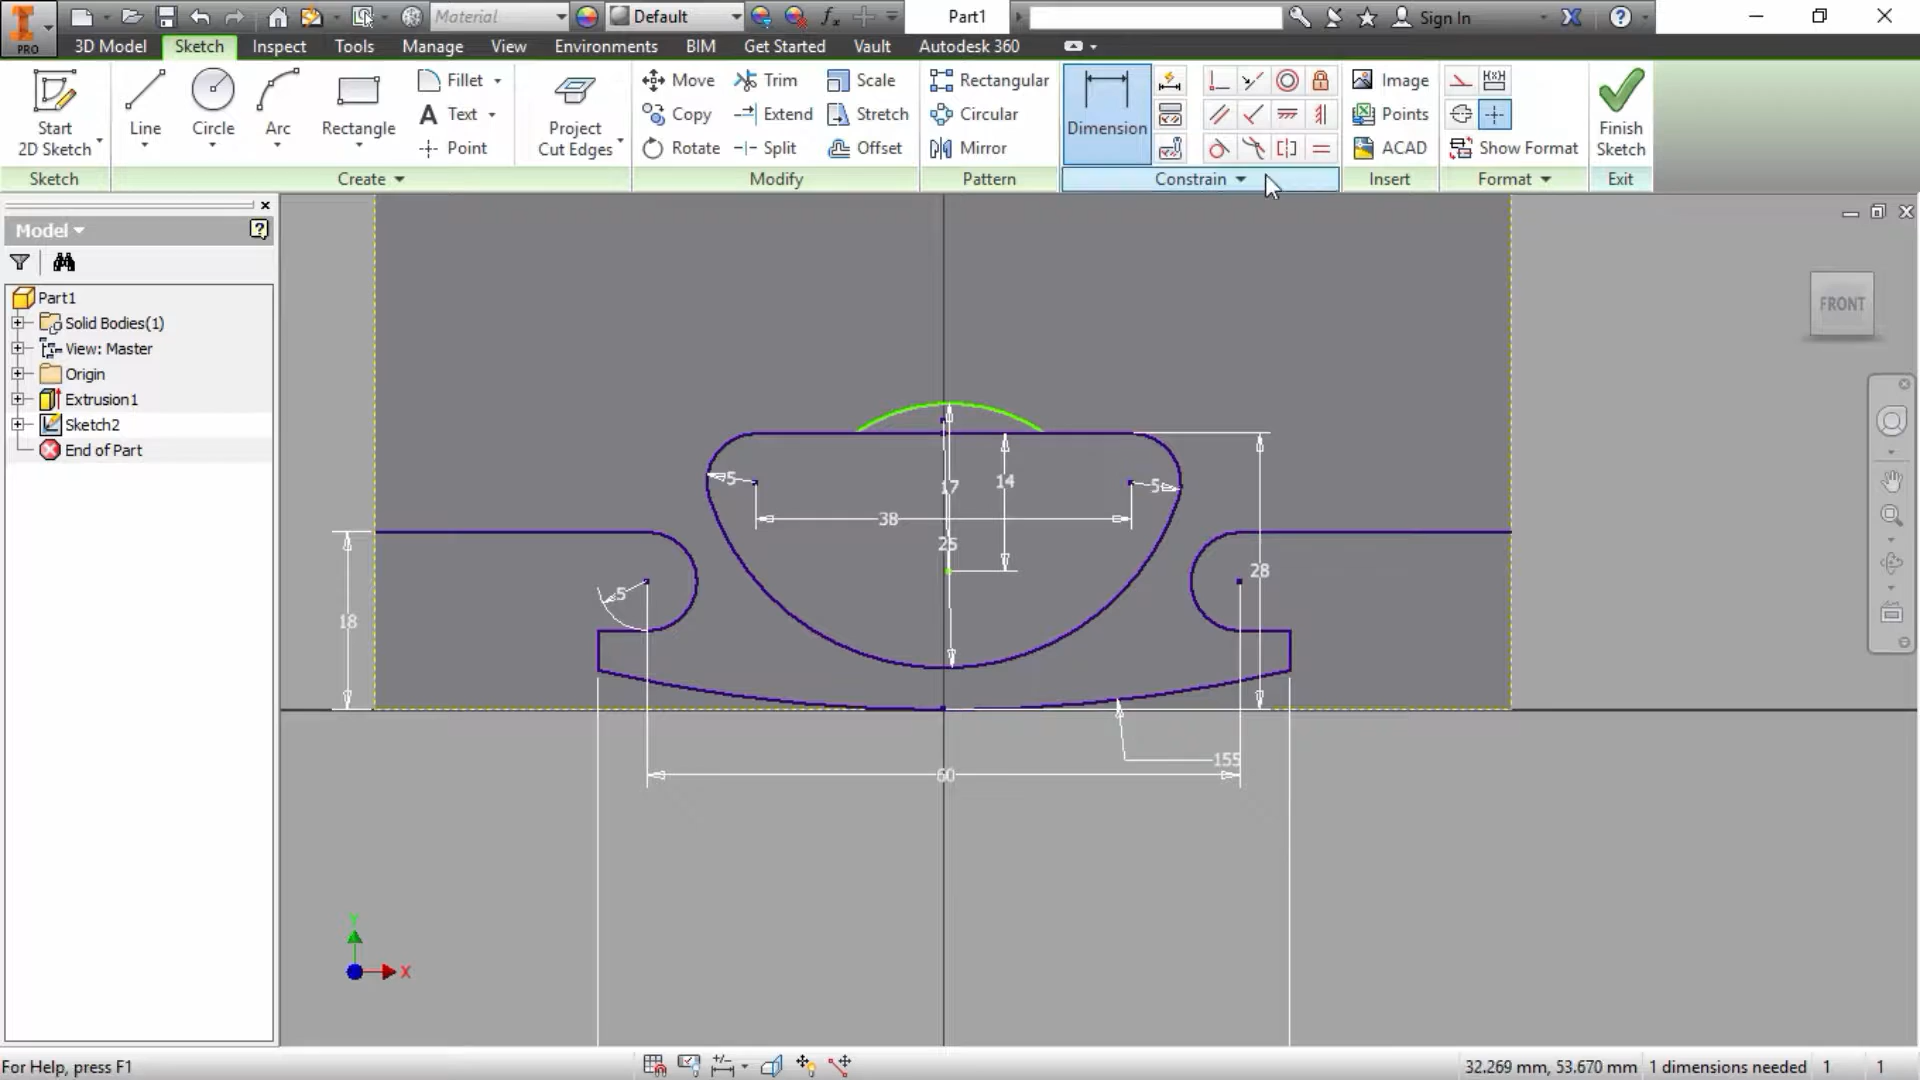 Material
Default
Part1
Sign In
PRO
3D Model
Sketch
Inspect
Tools
Manage
View
Environments
BIM
Get Started
Vault
Autodesk 360
Start
2D Sketch
Line
Circle
Arc
Rectangle
Fillet
Text
Point
Project
Cut Edges
Move
Copy
Rotate
Trim
Extend
Split
Scale
Stretch
Offset
Rectangular
Circular
Mirror
Dimension
Image
Points
ACAD
Show Format
Finish
Sketch
Sketch
Create
Modify
Pattern
Constrain
Insert
Format
Exit
Model
Part1
Solid Bodies(1)
View: Master
Origin
Extrusion1
Sketch2
End of Part
FRONT
5
17
14
5
38
25
28
5
18
155
60
Y
X
For Help, press F1
32.269 mm, 53.670 mm
1 dimensions needed
1
1